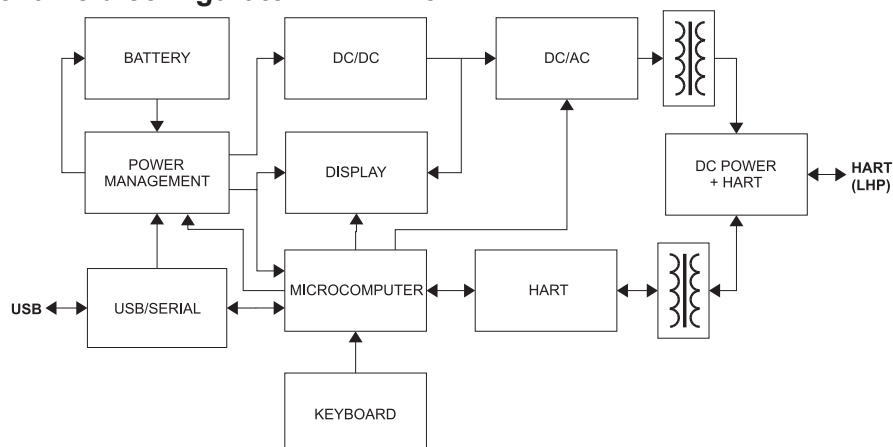 BATTERY
DC/DC
DC/AC
POWER
MANAGEMENT
DISPLAY
DC POWER
+ HART
HART
(LHP)
USB
USB/SERIAL
MICROCOMPUTER
HART
KEYBOARD